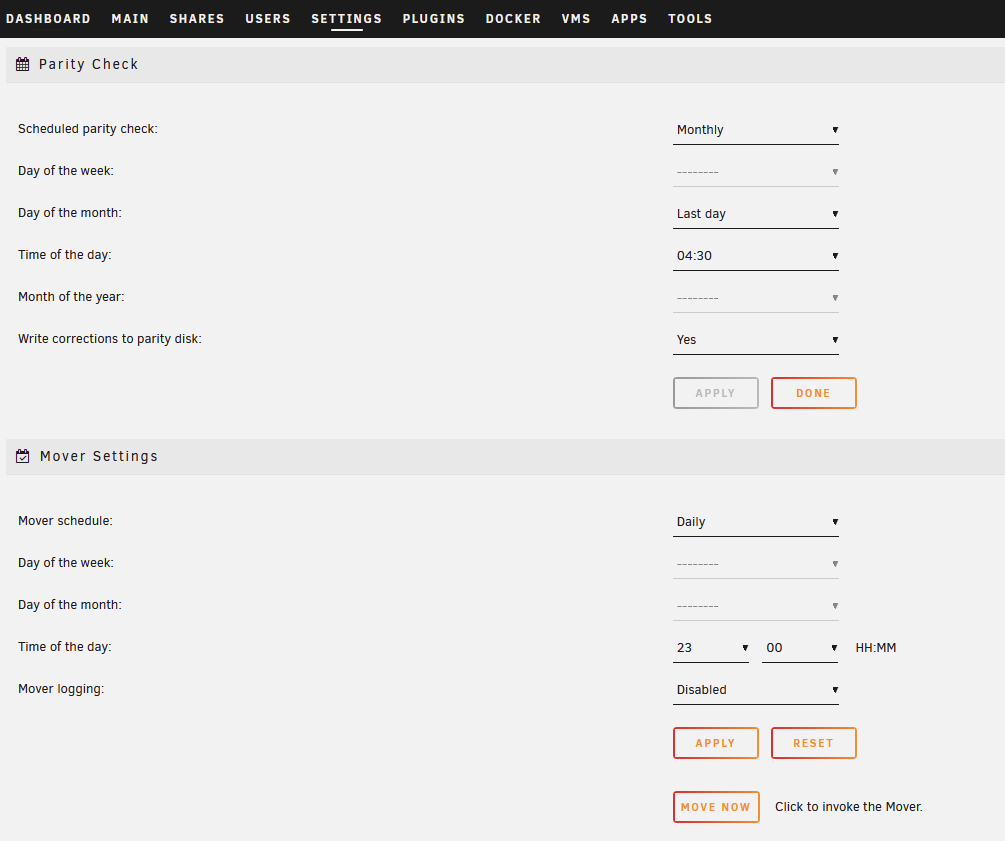 DASHBOARD MAIN SHARES USERS SETTINGS PLUGINS DOCKER VMS APPS TOOLS
Parity Check
Scheduled parity check: Monthly
Day of the week: --------
Day of the month: Last day
Time of the day: 04:30
Month of the year: --------
Write corrections to parity disk: Yes
APPLY DONE
Mover Settings
Mover schedule: Daily
Day of the week: --------
Day of the month: --------
Time of the day: 23 00 HH:MM
Mover logging: Disabled
APPLY RESET
MOVE NOW Click to invoke the Mover.